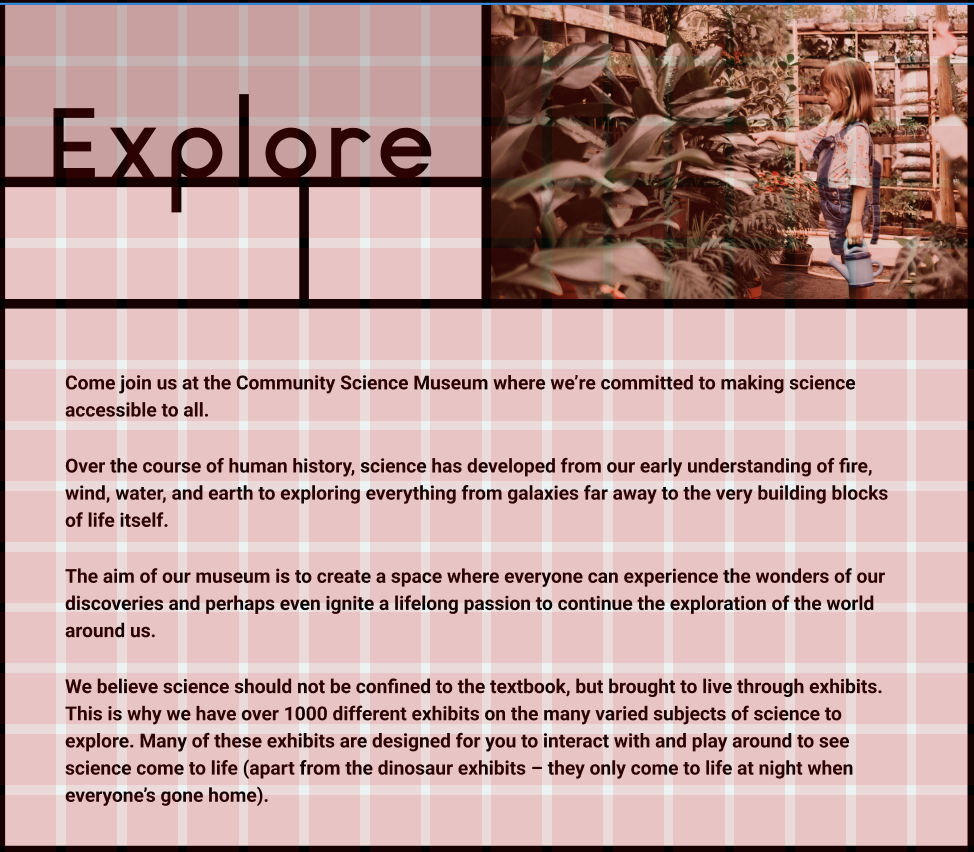 Explore
Come join us at the Community Science Museum where we’re committed to making science
accessible to all.
Over the course of human history, science has developed from our early understanding of fire,
wind, water, and earth to exploring everything from galaxies far away to the very building blocks
of life itself.
The aim of our museum is to create a space where everyone can experience the wonders of our
discoveries and perhaps even ignite a lifelong passion to continue the exploration of the world
around us.
We believe science should not be confined to the textbook, but brought to live through exhibits.
This is why we have over 1000 different exhibits on the many varied subjects of science to
explore. Many of these exhibits are designed for you to interact with and play around to see
science come to life (apart from the dinosaur exhibits – they only come to life at night when
everyone’s gone home).